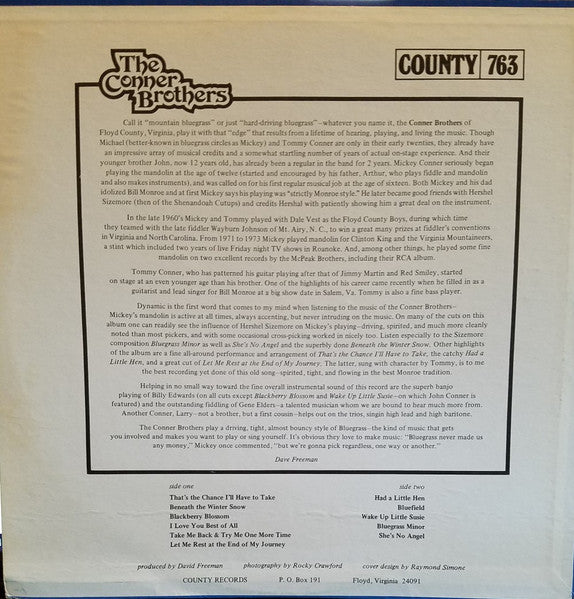 The
Conner
Brothers
COUNTY 763
Call it "mountain bluegrass" or just "hard-driving bluegrass"—whatever you name it, the Conner Brothers of
Floyd County, Virginia, play it with that "edge" that results from a lifetime of hearing, playing, and living the music. Though
Michael (better-known in bluegrass circles as Mickey) and Tommy Conner are only in their early twenties, they already have
an impressive array of musical credits and a somewhat startling number of years of actual on-stage experience. And their
younger brother John, now 12 years old, has already been a regular in the band for 2 years. Mickey Conner seriously began
playing the mandolin at the age of twelve (started and encouraged by his father, Arthur, who plays fiddle and mandolin
and also makes instruments), and was called on for his first regular musical job at the age of sixteen. Both Mickey and his dad
idolized Bill Monroe and at first Mickey says his playing was "strictly Monroe style." He later became good friends with Hershel
Sizemore (then of the Shenandoah Cutups) and credits Hershel with patiently showing him a great deal on the instrument.
In the late 1960's Mickey and Tommy played with Dale Vest as the Floyd County Boys, during which time
they teamed with the late fiddler Wayburn Johnson of Mt. Airy, N. C., to win a great many prizes at fiddler's conventions
in Virginia and North Carolina. From 1971 to 1973 Mickey played mandolin for Clinton King and the Virginia Mountaineers,
a stint which included two years of live Friday night TV shows in Roanoke. And, among other things, he played some fine
mandolin on two excellent records by the McPeak Brothers, including their RCA album.
Tommy Conner, who has patterned his guitar playing after that of Jimmy Martin and Red Smiley, started
on stage at an even younger age than his brother. One of the highlights of his career came recently when he filled in as a
guitarist and lead singer for Bill Monroe at a big show date in Salem, Va. Tommy is also a fine bass player.
Dynamic is the first word that comes to my mind when listening to the music of the Conner Brothers—
Mickey's mandolin is active at all times, always accenting, but never intruding on the music. On many of the cuts on this
album one can readily see the influence of Hershel Sizemore on Mickey's playing—driving, spirited, and much more cleanly
noted than most pickers, and with some occasional cross-picking worked in nicely too. Listen especially to the Sizemore
composition Bluegrass Minor as well as She's No Angel and the superbly done Beneath the Winter Snow. Other highlights
of the album are a fine all-around performance and arrangement of That's the Chance I'll Have to Take, the catchy Had a
Little Hen, and a great cut of Let Me Rest at the End of My Journey. The latter, sung with character by Tommy, is to me
the best recording yet done of this old song—spirited, tight, and flowing in the best Monroe tradition.
Helping in no small way toward the fine overall instrumental sound of this record are the superb banjo
playing of Billy Edwards (on all cuts except Blackberry Blossom and Wake Up Little Susie—on which John Conner is
featured) and the outstanding fiddling of Gene Elders—a talented musician whom we are bound to hear much more from.
Another Conner, Larry—not a brother, but a first cousin—helps out on the trios, singin high lead and high baritone.
The Conner Brothers play a driving, tight, almost bouncy style of Bluegrass—the kind of music that gets
you involved and makes you want to play or sing yourself. It's obvious they love to make music: "Bluegrass never made us
any money," Mickey once commented, "but we're gonna pick regardless, one way or another."
Dave Freeman
side one
That's the Chance I'll Have to Take
Beneath the Winter Snow
Blackberry Blossom
I Love You Best of All
Take Me Back & Try Me One More Time
Let Me Rest at the End of My Journey
side two
Had a Little Hen
Bluefield
Wake Up Little Susie
Bluegrass Minor
She's No Angel
produced by David Freeman photography by Rocky Crawford cover design by Raymond Simone
COUNTY RECORDS P. O. Box 191 Floyd, Virginia 24091